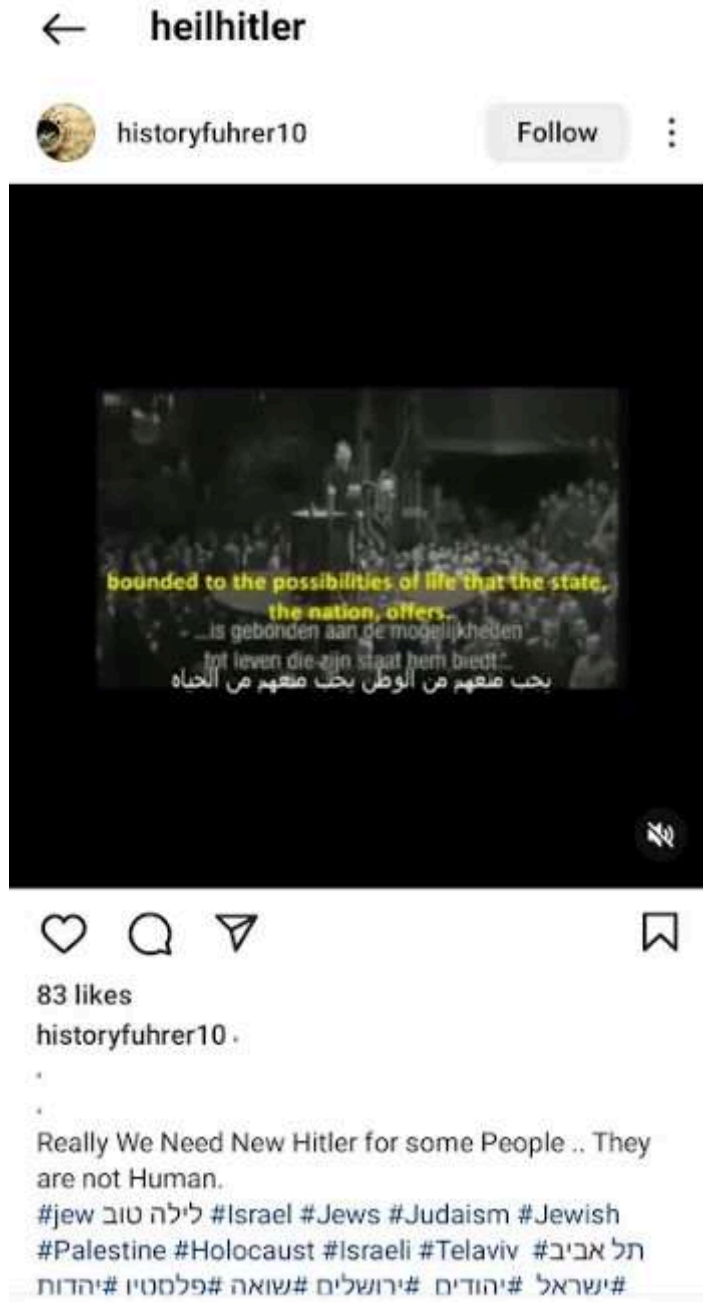 heilhitler
historyfuhrer10
Follow
bounded to the possibilities of life that the state,
the nation, offers.
...is gebonden aan de mogelijkheden
tot leven die zijn staat hem biedt."
يحب منعهم من الوطن يحب منعهم من الحياه
83 likes
historyfuhrer10 .
.
.
Really We Need New Hitler for some People .. They
are not Human.
#jew לילה טוב #Israel #Jews #Judaism #Jewish
#Palestine #Holocaust #Israeli #Telaviv #תל אביב
#ישראל #יהודים #ירושלים #שואה #פלסטיו #יהדות